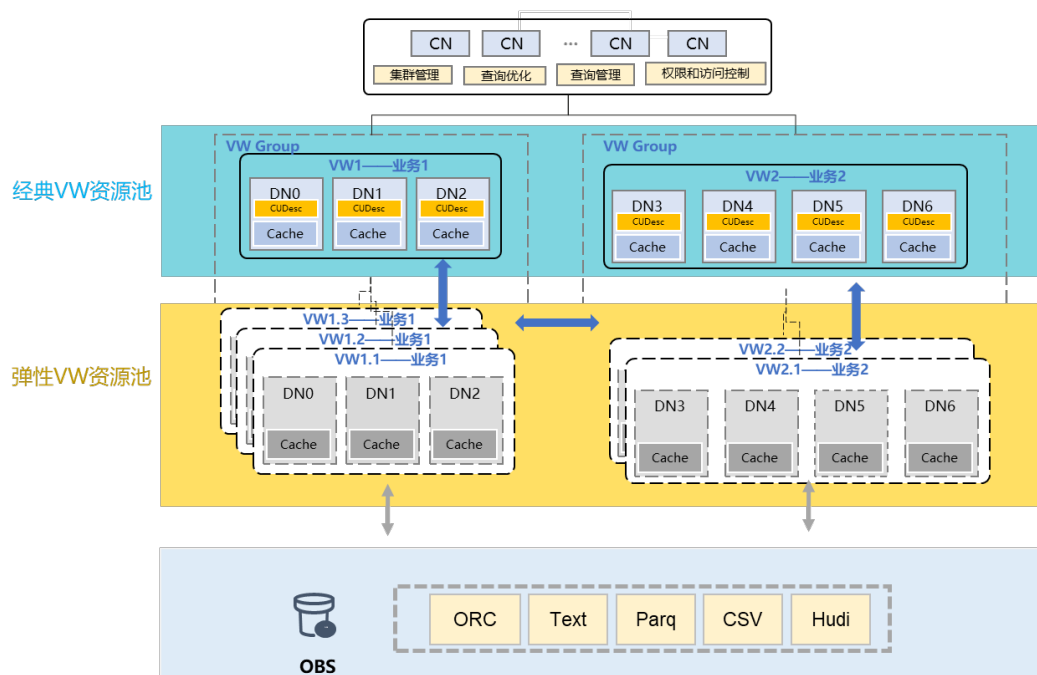 CN CN ... CN CN
集群管理 查询优化 查询管理 权限和访问控制
经典VW资源池
VW Group
VW1——业务1
DN0 DN1 DN2
CUDesc CUDesc CUDesc
Cache Cache Cache
VW Group
VW2——业务2
DN3 DN4 DN5 DN6
CUDesc CUDesc CUDesc CUDesc
Cache Cache Cache Cache
弹性VW资源池
VW1.3——业务1
VW1.2——业务1
VW1.1——业务1
DN0 DN1 DN2
Cache Cache Cache
VW2.2——业务2
VW2.1——业务2
DN3 DN4 DN5 DN6
Cache Cache Cache Cache
OBS
ORC Text Parq CSV Hudi